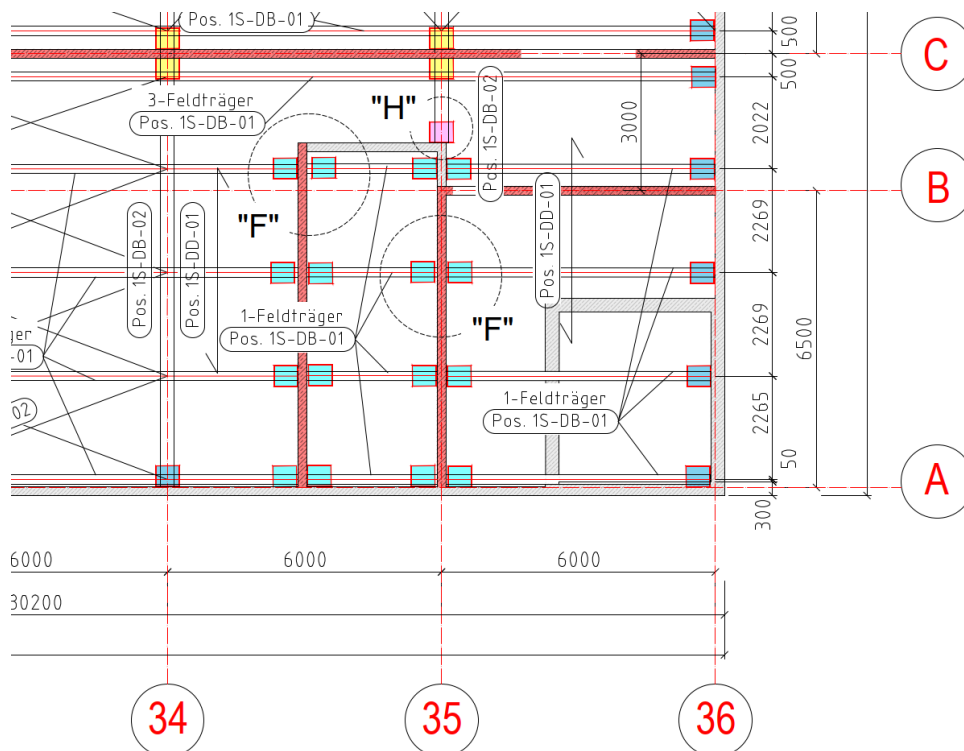 Pos. 1S-DB-01
500
C
500
3-Feldträger
Pos. 1S-DB-01
"H"
Pos. 1S-DB-02
3000
2022
B
"F"
Pos. 1S-DB-02
Pos. 1S-DD-01
Pos. 1S-DD-01
2269
1-Feldträger
Pos. 1S-DB-01
"F"
ger
-01
2269
6500
02
1-Feldträger
Pos. 1S-DB-01
2265
50
A
300
6000
6000
6000
30200
34
35
36